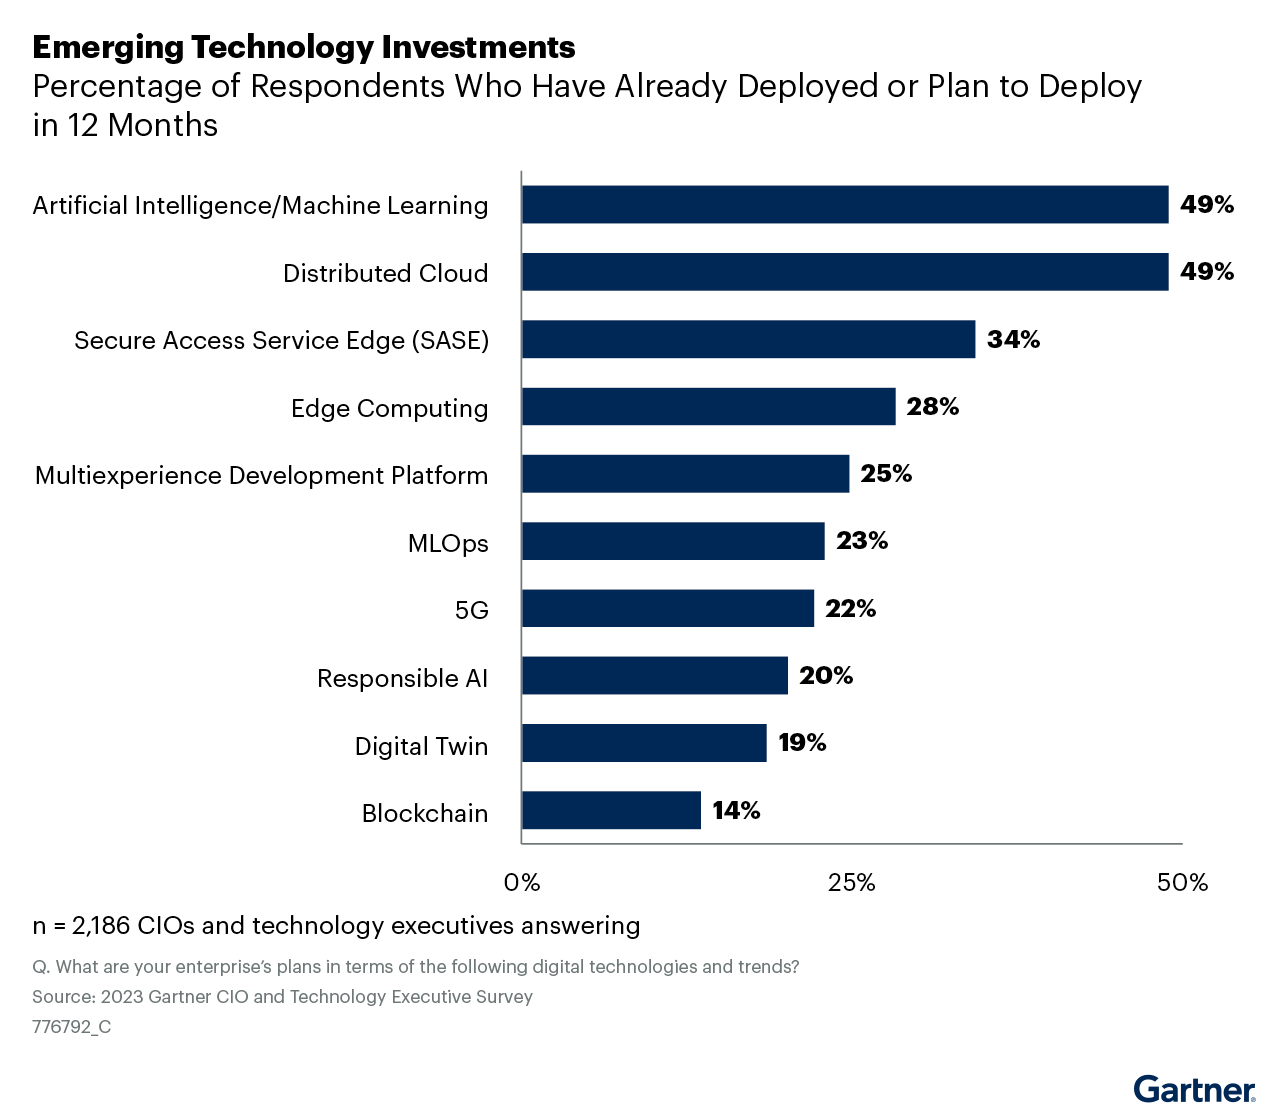 Emerging Technology Investments
Percentage of Respondents Who Have Already Deployed or Plan to Deploy
in 12 Months
Artificial Intelligence/Machine Learning 49%
Distributed Cloud 49%
Secure Access Service Edge (SASE) 34%
Edge Computing 28%
Multiexperience Development Platform 25%
MLOps 23%
5G 22%
Responsible AI 20%
Digital Twin 19%
Blockchain 14%
0% 25% 50%
n = 2,186 CIOs and technology executives answering
Q. What are your enterprise’s plans in terms of the following digital technologies and trends?
Source: 2023 Gartner CIO and Technology Executive Survey
776792_C
Gartner®